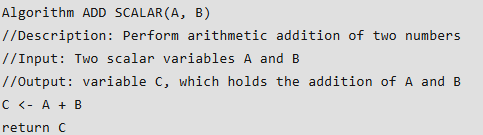 Algorithm ADD SCALAR(A, B)
//Description: Perform arithmetic addition of two numbers
//Input: Two scalar variables A and B
//Output: variable C, which holds the addition of A and B
C <- A + B
return C